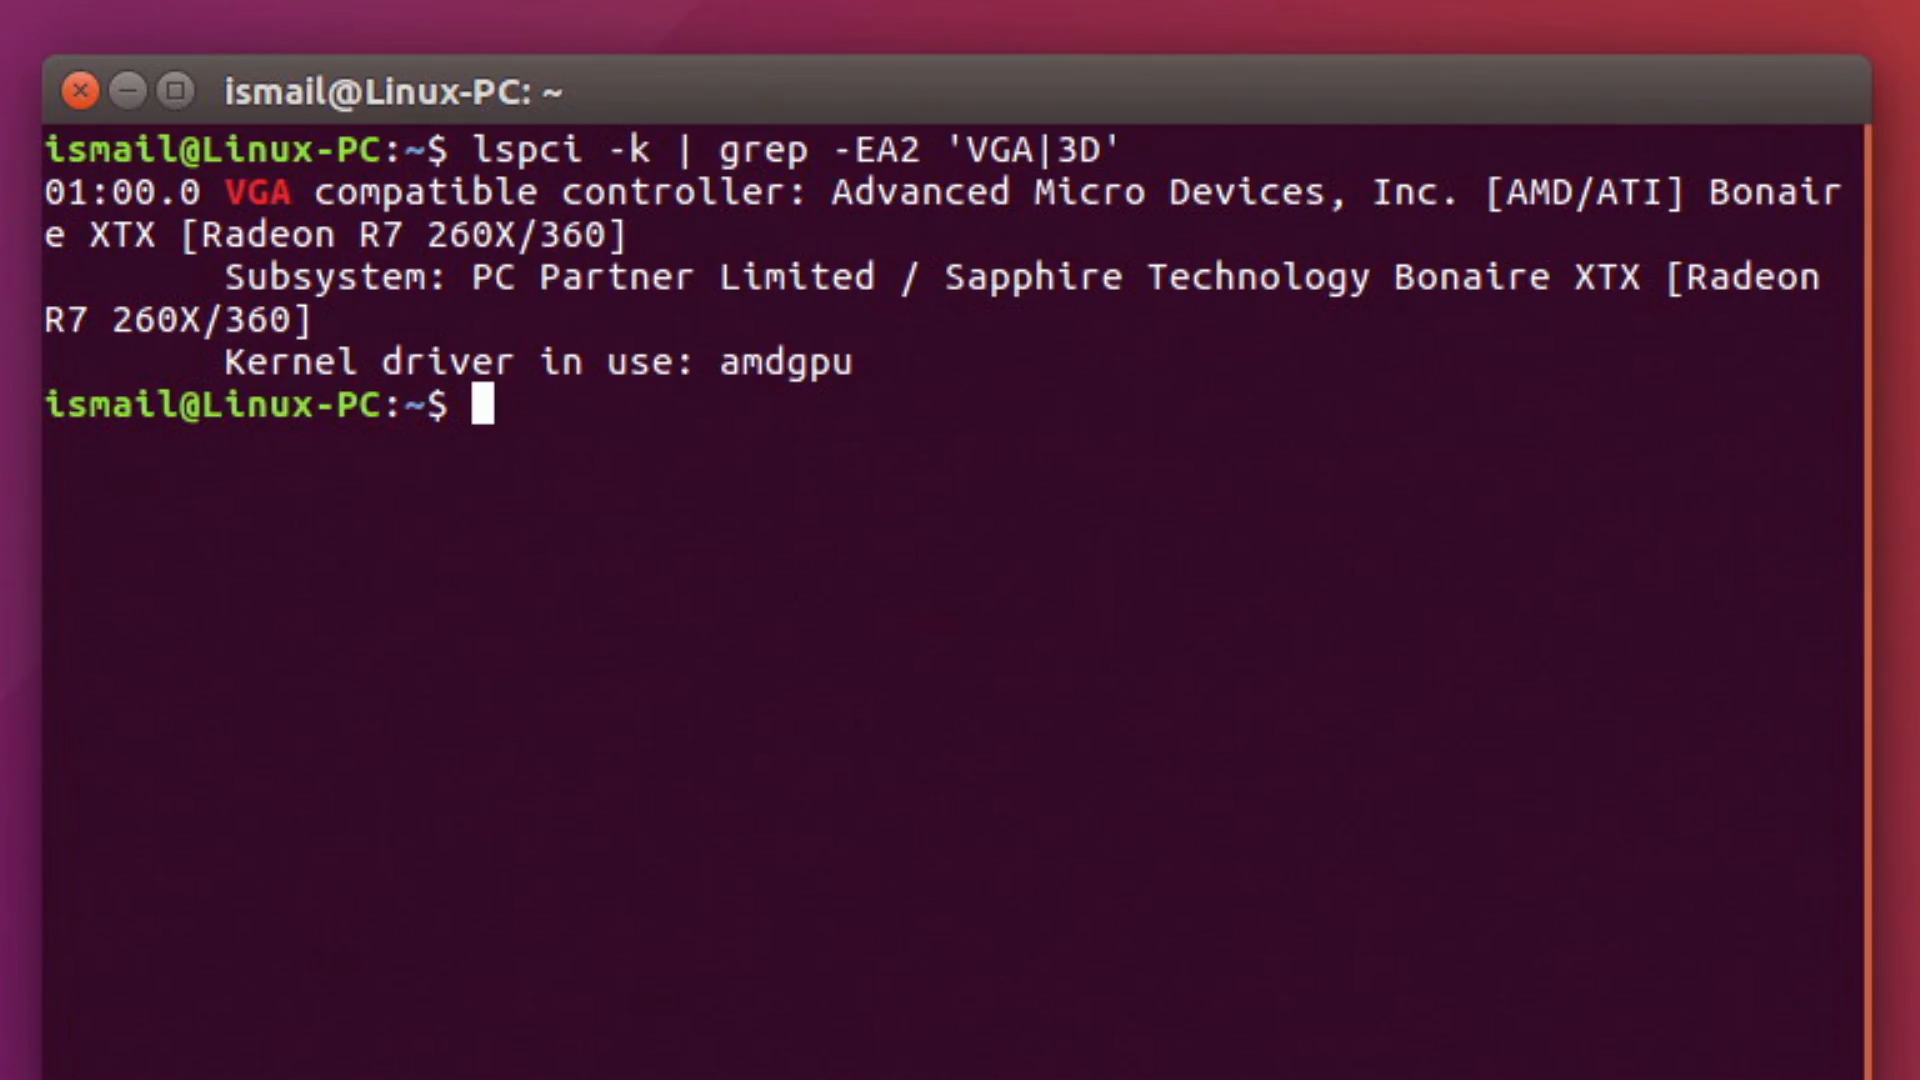 ismail@Linux-PC: ~
ismail@Linux-PC:~$ lspci -k | grep -EA2 'VGA|3D'
01:00.0 VGA compatible controller: Advanced Micro Devices, Inc. [AMD/ATI] Bonair
e XTX [Radeon R7 260X/360]
        Subsystem: PC Partner Limited / Sapphire Technology Bonaire XTX [Radeon
R7 260X/360]
        Kernel driver in use: amdgpu
ismail@Linux-PC:~$